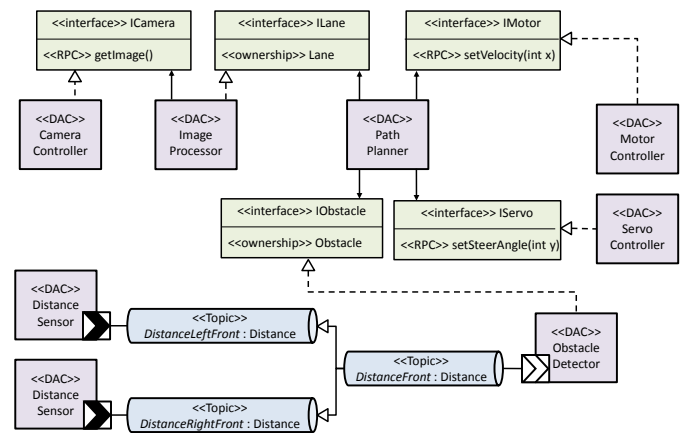 <<interface>> ICamera
<<RPC>> getImage()
<<interface>> ILane
<<ownership>> Lane
<<interface>> IMotor
<<RPC>> setVelocity(int x)
<<DAC>>
Camera
Controller
<<DAC>>
Image
Processor
<<DAC>>
Path
Planner
<<DAC>>
Motor
Controller
<<interface>> IObstacle
<<ownership>> Obstacle
<<interface>> IServo
<<RPC>> setSteerAngle(int y)
<<DAC>>
Servo
Controller
<<DAC>>
Distance
Sensor
<<Topic>>
DistanceLeftFront : Distance
<<Topic>>
DistanceFront : Distance
<<DAC>>
Obstacle
Detector
<<DAC>>
Distance
Sensor
<<Topic>>
DistanceRightFront : Distance